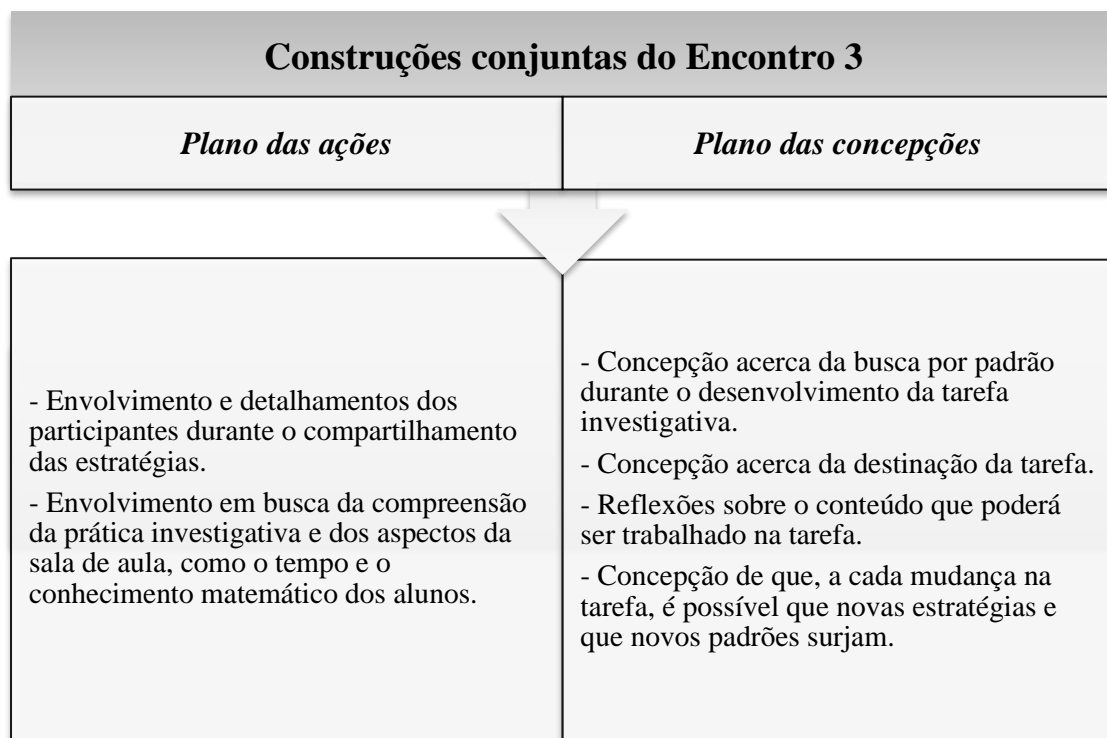 Construções conjuntas do Encontro 3
Plano das ações
Plano das concepções
- Envolvimento e detalhamentos dos
participantes durante o compartilhamento
das estratégias.
- Envolvimento em busca da compreensão
da prática investigativa e dos aspectos da
sala de aula, como o tempo e o
conhecimento matemático dos alunos.
- Concepção acerca da busca por padrão
durante o desenvolvimento da tarefa
investigativa.
- Concepção acerca da destinação da tarefa.
- Reflexões sobre o conteúdo que poderá
ser trabalhado na tarefa.
- Concepção de que, a cada mudança na
tarefa, é possível que novas estratégias e
que novos padrões surjam.